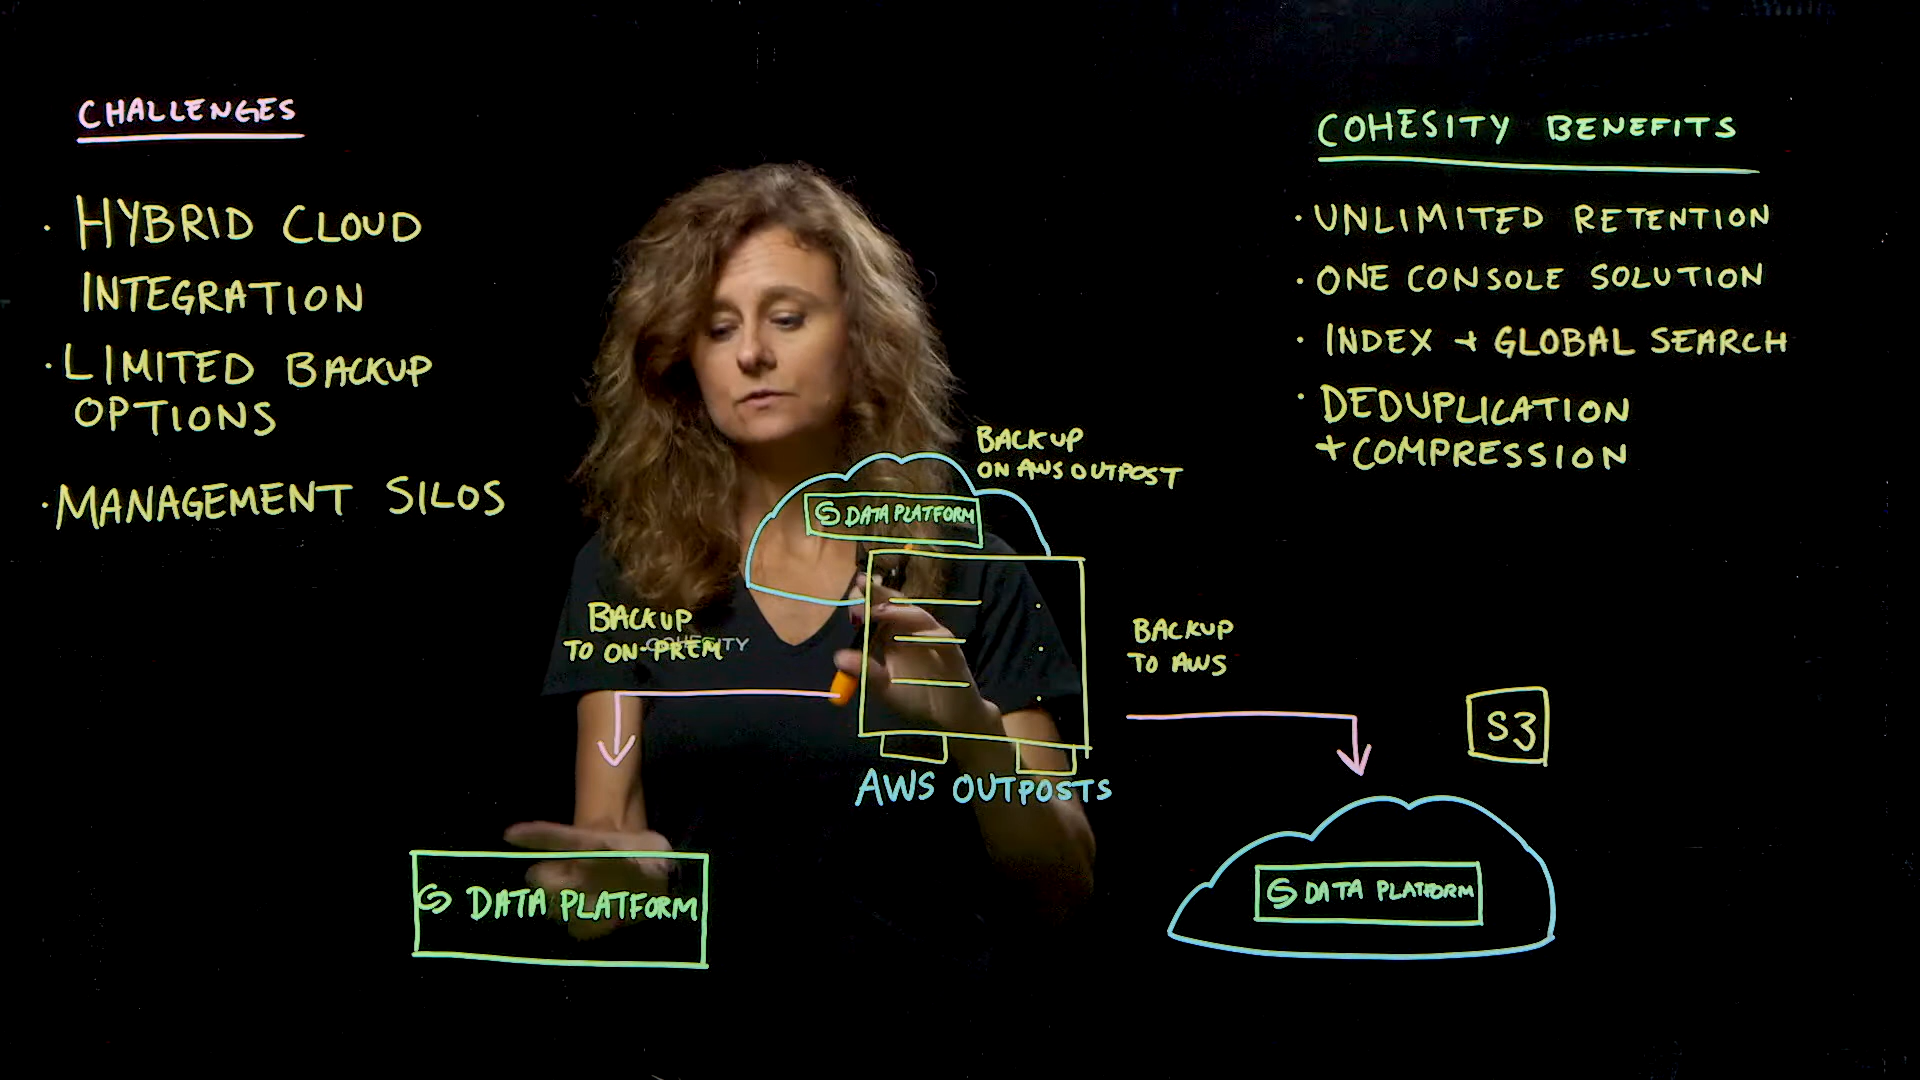 CHALLENGES
· HYBRID CLOUD
INTEGRATION
· LIMITED BACKUP
OPTIONS
· MANAGEMENT SILOS
COHESITY BENEFITS
· UNLIMITED RETENTION
· ONE CONSOLE SOLUTION
· INDEX + GLOBAL SEARCH
· DEDUPLICATION
+ COMPRESSION
BACKUP
ON AWS OUTPOST
DATA PLATFORM
BACKUP
TO ON-PREM
COHESITY
BACKUP
TO AWS
S3
AWS OUTPOSTS
DATA PLATFORM
DATA PLATFORM